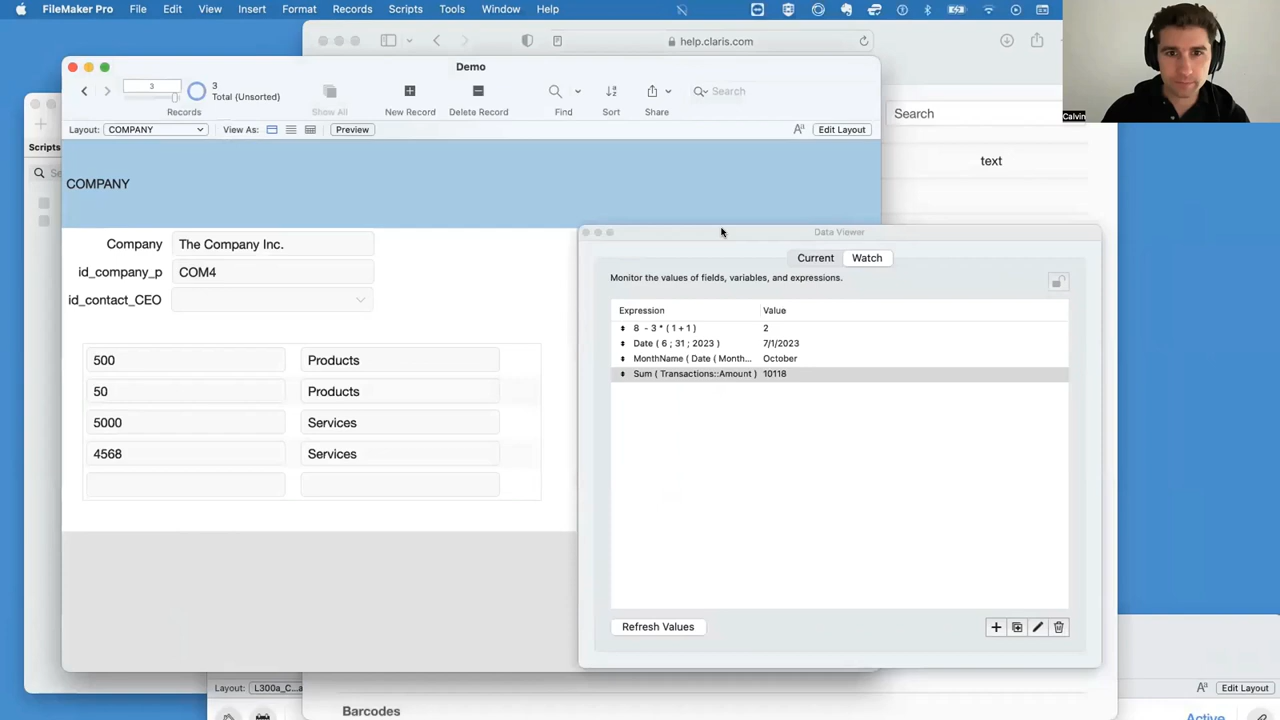 FileMaker Pro File Edit View Insert Format Records Scripts Tools Window Help
help.claris.com
Demo
3
3
Total (Unsorted)
Records
Show All
New Record
Delete Record
Find
Sort
Share
Search
Layout: COMPANY
View As:
Preview
Edit Layout
Search
text
Calvin
Scripts
COMPANY
Company The Company Inc.
id_company_p COM4
id_contact_CEO
500 Products
50 Products
5000 Services
4568 Services
Data Viewer
Current Watch
Monitor the values of fields, variables, and expressions.
Expression Value
8 - 3 * ( 1 + 1 ) 2
Date ( 6 ; 31 ; 2023 ) 7/1/2023
MonthName ( Date ( Month... October
Sum ( Transactions::Amount ) 10118
Refresh Values
Layout: L300a_C...a
Edit Layout
Barcodes
Active